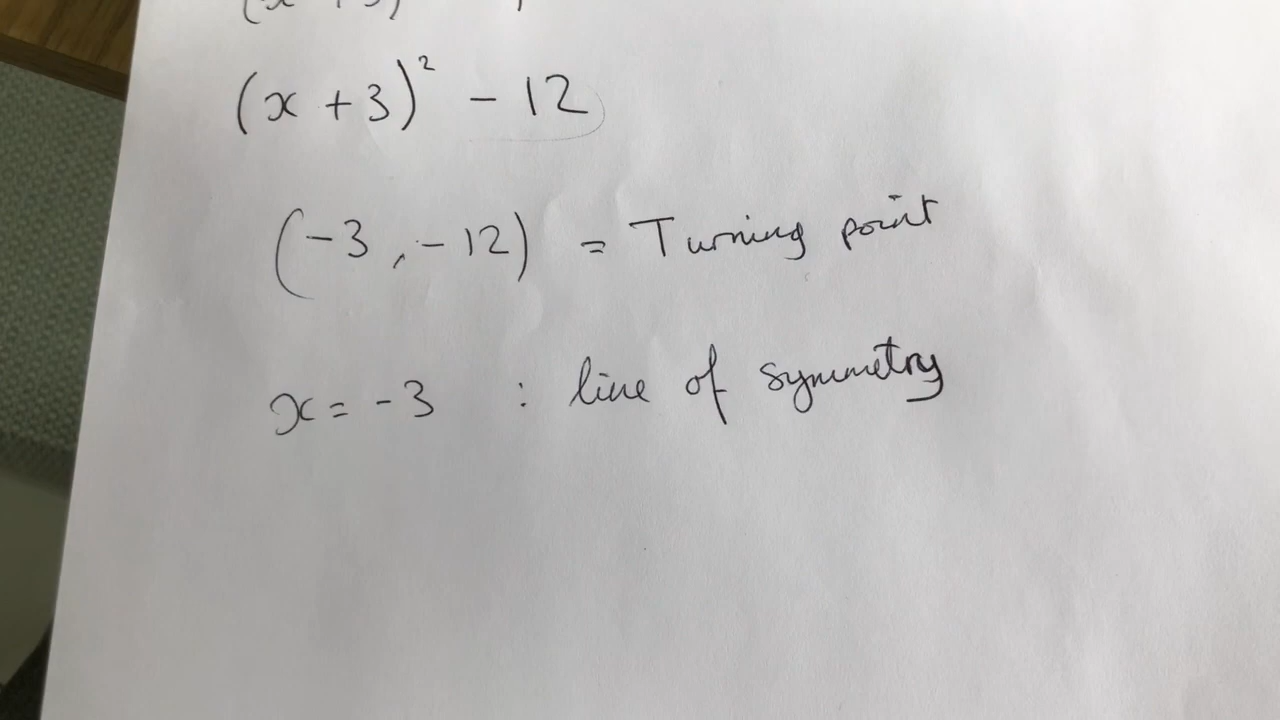 (x + 3)² - 12
(-3, -12) = Turning point
x = -3 : line of symmetry